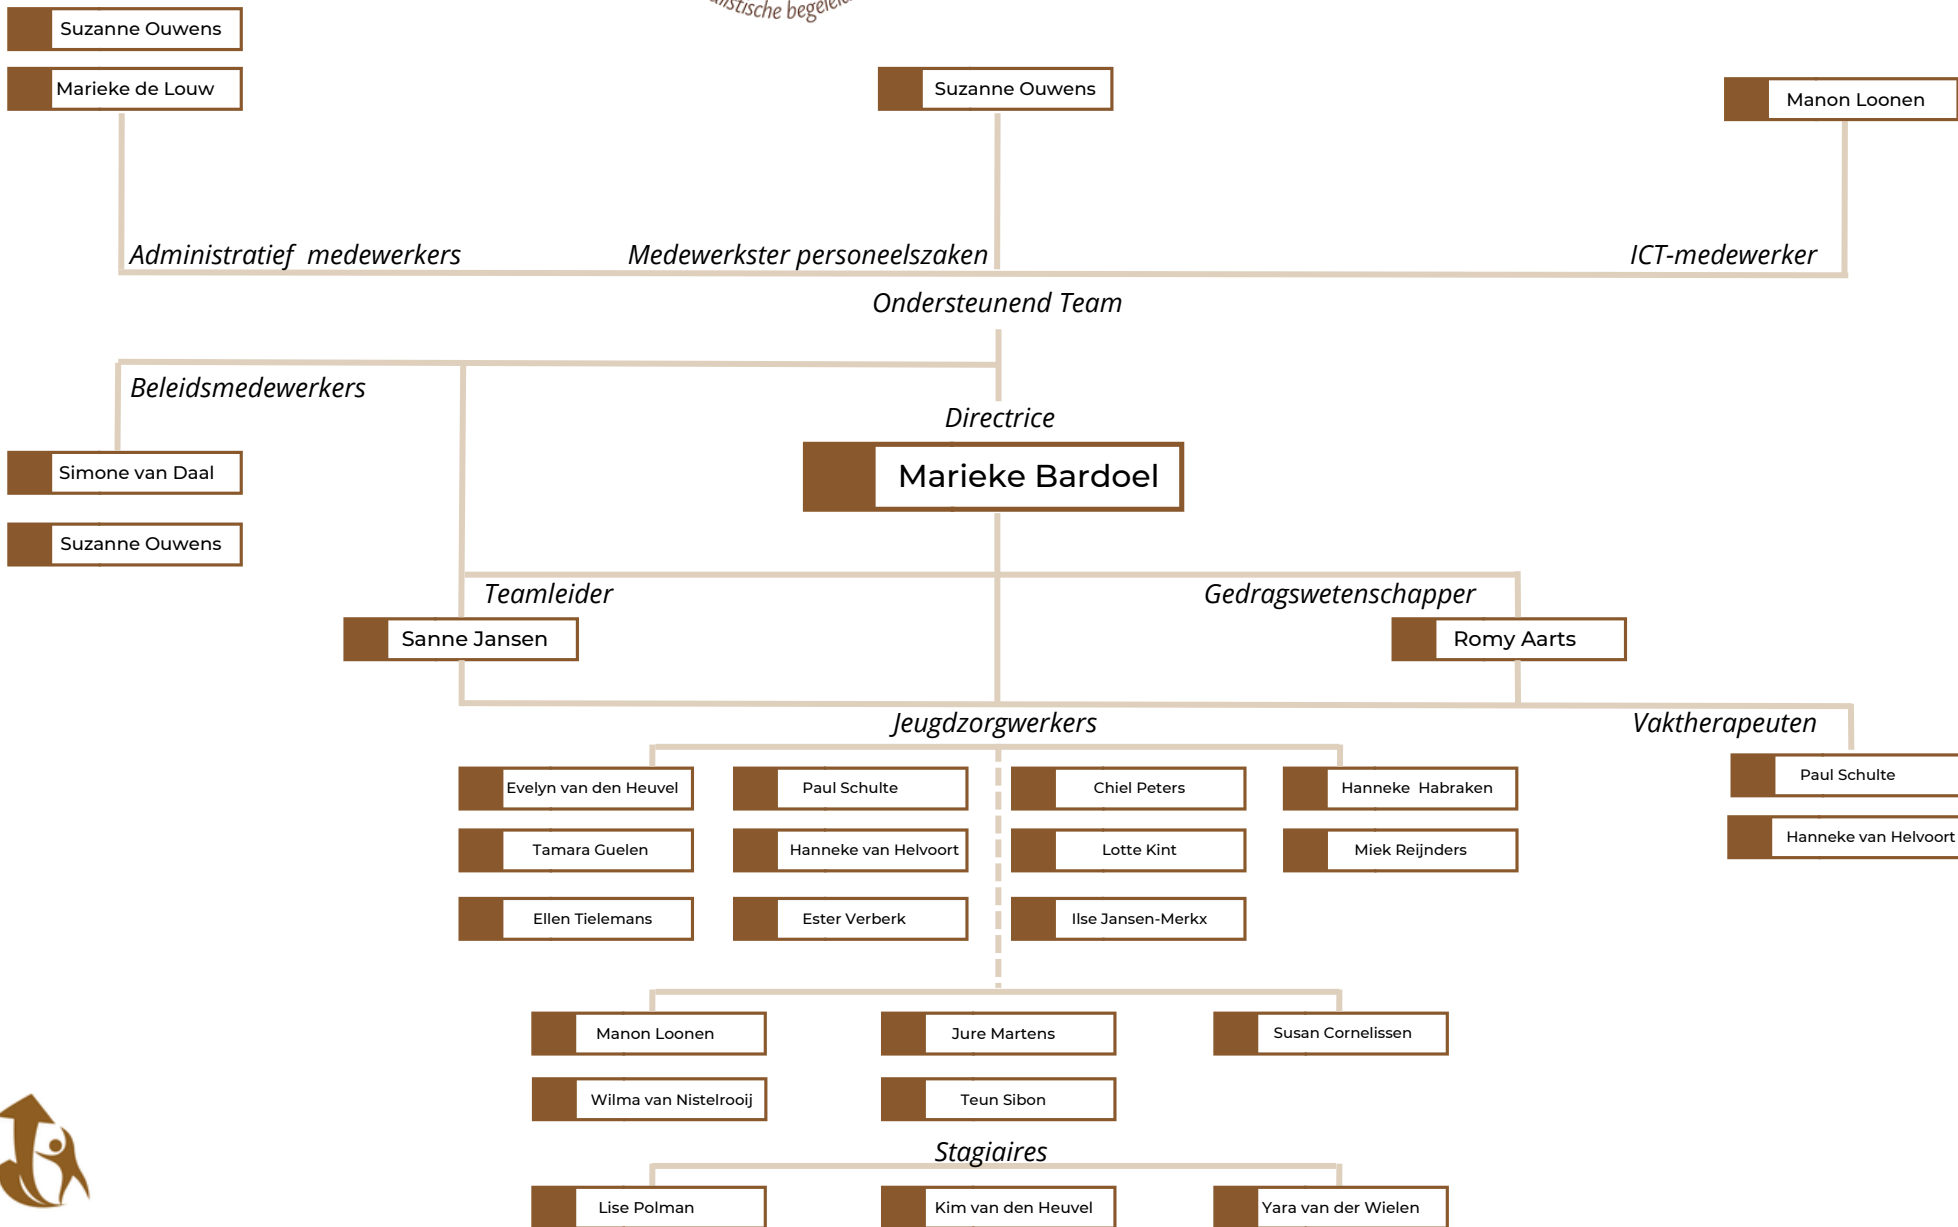 begeleid
Suzanne Ouwens
Marieke de Louw
Suzanne Ouwens
Manon Loonen
Administratief medewerkers
Medewerkster personeelszaken
ICT-medewerker
Ondersteunend Team
Beleidsmedewerkers
Directrice
Simone van Daal
Marieke Bardoel
Suzanne Ouwens
Teamleider
Gedragswetenschapper
Sanne Jansen
Romy Aarts
Jeugdzorgwerkers
Vaktherapeuten
Evelyn van den Heuvel
Paul Schulte
Chiel Peters
Hanneke Habraken
Paul Schulte
Tamara Guelen
Hanneke van Helvoort
Lotte Kint
Miek Reijnders
Hanneke van Helvoort
Ellen Tielemans
Ester Verberk
Ilse Jansen-Merkx
Manon Loonen
Jure Martens
Susan Cornelissen
Wilma van Nistelrooij
Teun Sibon
Stagiaires
Lise Polman
Kim van den Heuvel
Yara van der Wielen